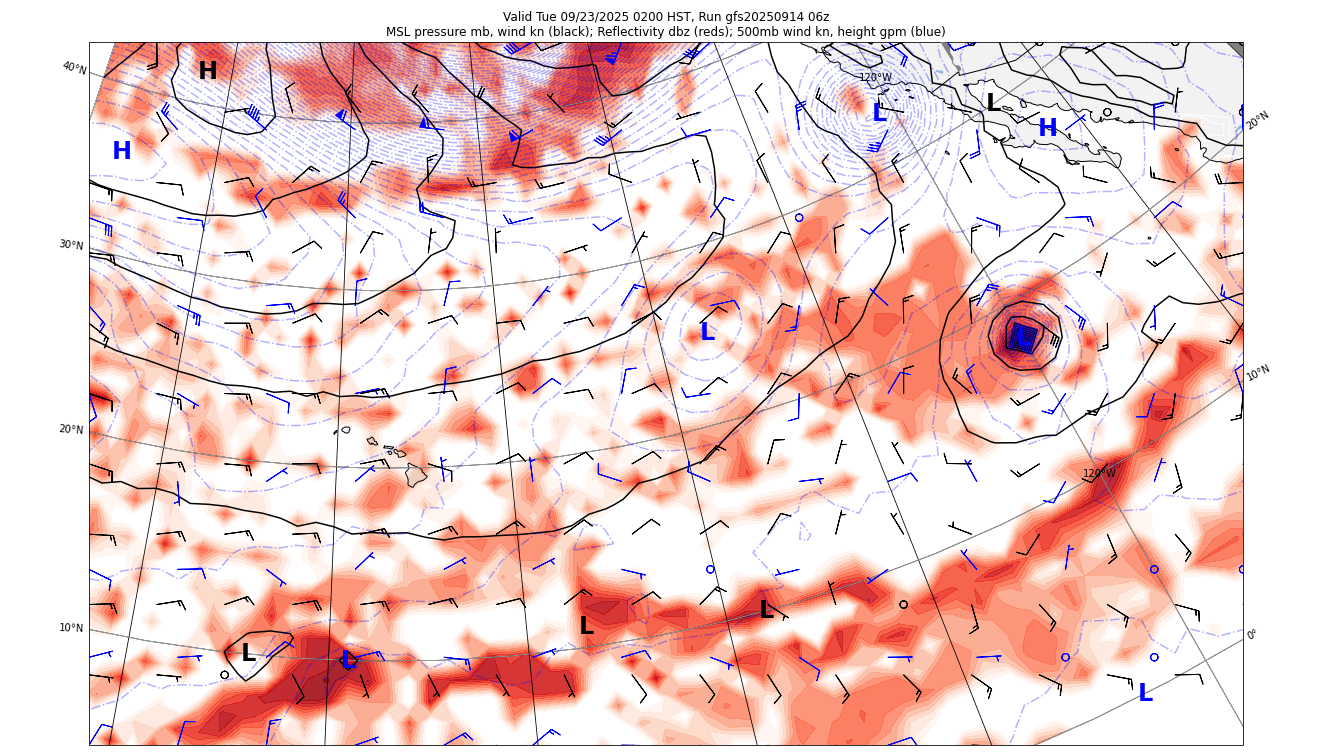 Valid Tue 09/23/2025 0200 HST, Run gfs20250914 06z
MSL pressure mb, wind kn (black); Reflectivity dbz (reds); 500mb wind kn, height gpm (blue)
40°N
H
120°W
L
L
H
20°N
H
30°N
L
10°N
20°N
120°W
10°N
L
L
0°
L
L
L